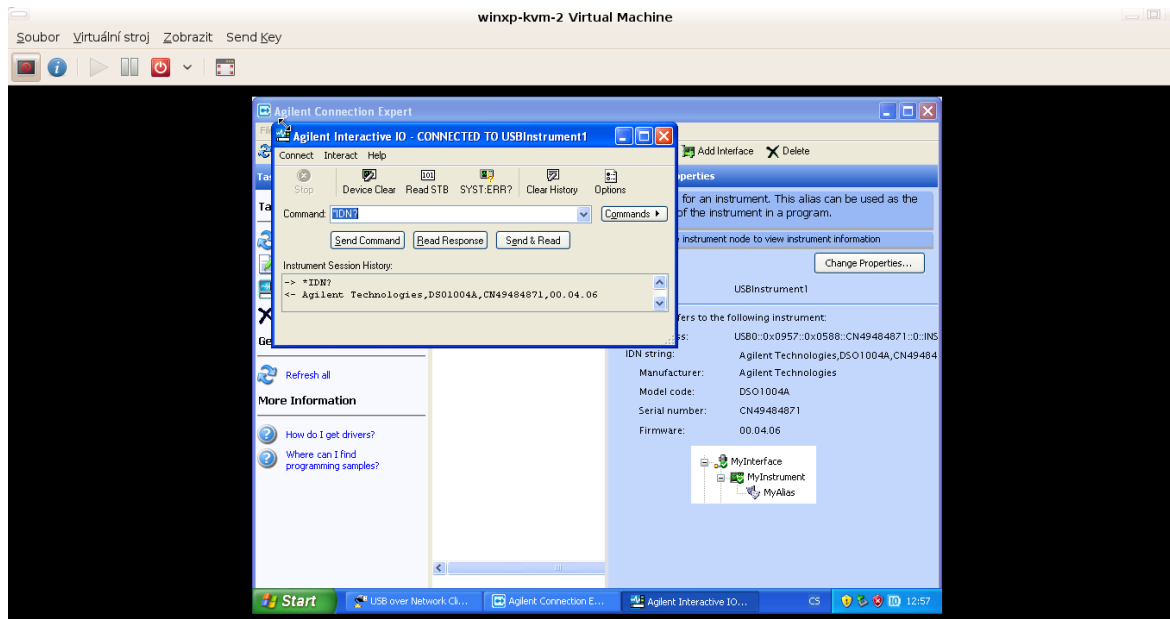 winxp-kvm-2 Virtual Machine
Soubor Virtuální stroj Zobrazit Send Key
Agilent Connection Expert
Agilent Interactive IO - CONNECTED TO USBInstrument1
Add Interface Delete
Connect Interact Help
Stop Device Clear Read STB SYST:ERR? Clear History Options
Command: *IDN? Commands
Send Command Read Response Send & Read
Instrument Session History:
-> *IDN?
<- Agilent Technologies,DSO1004A,CN49484871,00.04.06
Ta
Ge
Refresh all
More Information
How do I get drivers?
Where can I find
programming samples?
perties
for an instrument. This alias can be used as the
of the instrument in a program.
instrument node to view instrument information
Change Properties...
USBInstrument1
fers to the following instrument:
ss: USB0::0x0957::0x0588::CN49484871::0::INS
IDN string: Agilent Technologies,DSO1004A,CN49484
Manufacturer: Agilent Technologies
Model code: DSO1004A
Serial number: CN49484871
Firmware: 00.04.06
MyInterface
MyInstrument
MyAlias
Start USB over Network Cli... Agilent Connection E... Agilent Interactive IO... CS 12:57